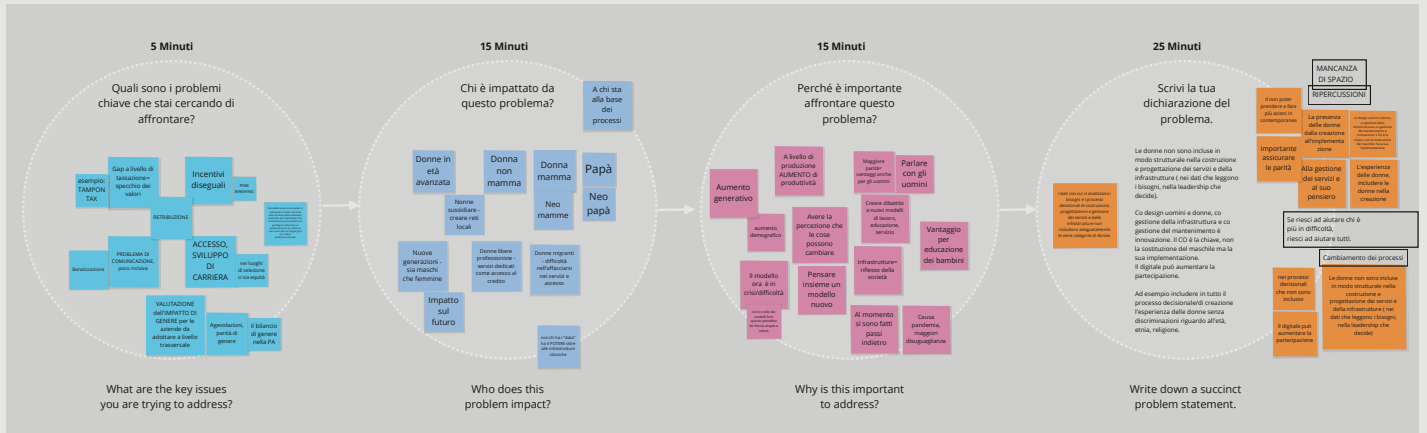 5 Minuti
Quali sono i problemi
chiave che stai cercando di
affrontare?
esempio:
TAMPON
TAX
Gap a livello di
tassazione=
specchio dei
valori
Incentivi
diseguali
RETRIBUZIONE
Banalizzazione
PROBLEMA DI
COMUNICAZIONE,
poco incisiva
ACCESSO,
SVILUPPO
DI
CARRIERA
nei luoghi
di selezione
ci sia equità
VALUTAZIONE
dell'IMPATTO DI
GENERE per le
aziende da
adottare a livello
trasversale
Agevolazioni,
parità di
genere
il bilancio
di genere
nella PA
What are the key issues
you are trying to address?
15 Minuti
Chi è impattato da
questo problema?
A chi sta
alla base
dei
processi
Donne in
età
avanzata
Donna
non
mamma
Donna
mamma
Papà
Nonne
sussidiare -
creare reti
locali
Neo
mamme
Neo
papà
Nuove
generazioni -
sia maschi
che femmine
Donne libere
professioniste -
servizi dedicati
come accesso al
credito
Donne migranti -
difficoltà
nell'affacciarsi
nei servizi e
accesso
Impatto
sul
futuro
Who does this
problem impact?
15 Minuti
Perché è importante
affrontare questo
problema?
Aumento
generativo
A livello di
produzione
AUMENTO di
produttività
Maggiore
parità=
vantaggi anche
per gli uomini
Parlare
con gli
uomini
aumento
demografico
Avere la
percezione che
le cose
possono
cambiare
Creare dibattito
e nuovi modelli
di lavoro,
educazione,
servizio
Vantaggio
per
educazione
dei bambini
Il modello
ora è in
crisi/difficoltà
Pensare
insieme un
modello
nuovo
Infrastrutture=
riflesso della
società
Al momento
si sono fatti
passi
indietro
Causa
pandemia,
maggiori
disuguaglianze
Why is this important
to address?
25 Minuti
Scrivi la tua
dichiarazione del
problema.
Le donne non sono incluse in
modo strutturale nella costruzione
e progettazione dei servizi e della
infrastrutture ( nei dati che leggono
i bisogni, nella leadership che
decide).
Co design uomini e donne, co
gestione della infrastruttura e co
gestione del mantenimento è
innovazione. Il CO è la chiave, non
la sostituzione del maschile ma la
sua implementazione.
Il digitale può aumentare la
partecipazione.
Ad esempio includere in tutto il
processo decisionale/di creazione
l'esperienza delle donne senza
discriminazioni riguardo all'età,
etnia, religione.
MANCANZA
DI SPAZIO
RIPERCUSSIONI
Il non poter
prendere e fare
più azioni in
contemporanea
La presenza
delle donne
dalla creazione
all'implementa
zione
Importante
assicurare
le parità
Alla gestione
dei servizi e
al suo
pensiero
L'esperienza
delle donne,
includere le
donne nella
creazione
Se riesci ad aiutare chi è
più in difficoltà,
riesci ad aiutare tutti.
Cambiamento dei processi
nei processi
decisionali
che non sono
inclusivi
Le donne non sono incluse
in modo strutturale nella
costruzione e
progettazione dei servizi e
della infrastrutture ( nei
dati che leggono i bisogni,
nella leadership che
decide)
Il digitale può
aumentare la
partecipazione
Write down a succinct
problem statement.